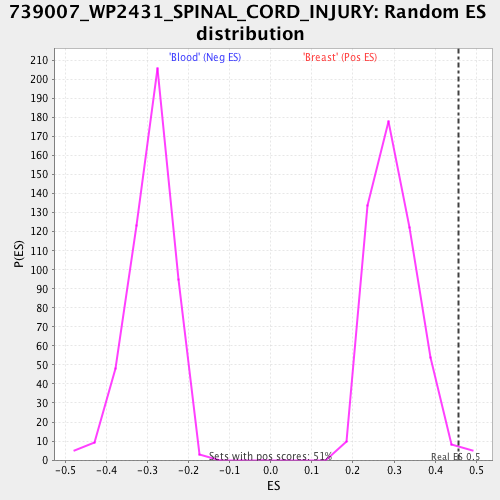 739007_WP2431_SPINAL_CORD_INJURY: Random ES
distribution
'Blood' (Neg ES) 'Breast' (Pos ES)
210
200
190
180
170
160
150
140
130
120
110
100
90
80
70
60
50
40
30
20
10
0
P(ES)
Sets with pos scores: 51%
Real ES 0.5
-0.5 -0.4 -0.3 -0.2 -0.1 0.0 0.1 0.2 0.3 0.4 0.5
ES